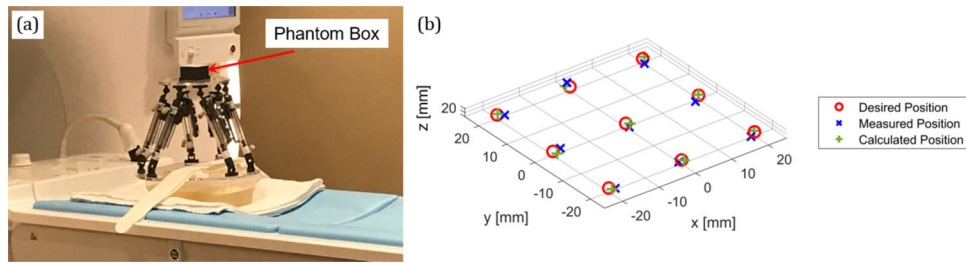 (a)
Phantom Box
(b)
z [mm]
20
20
10
0
-10
-20
y [mm]
-20
-10
0
10
20
x [mm]
Desired Position
Measured Position
Calculated Position